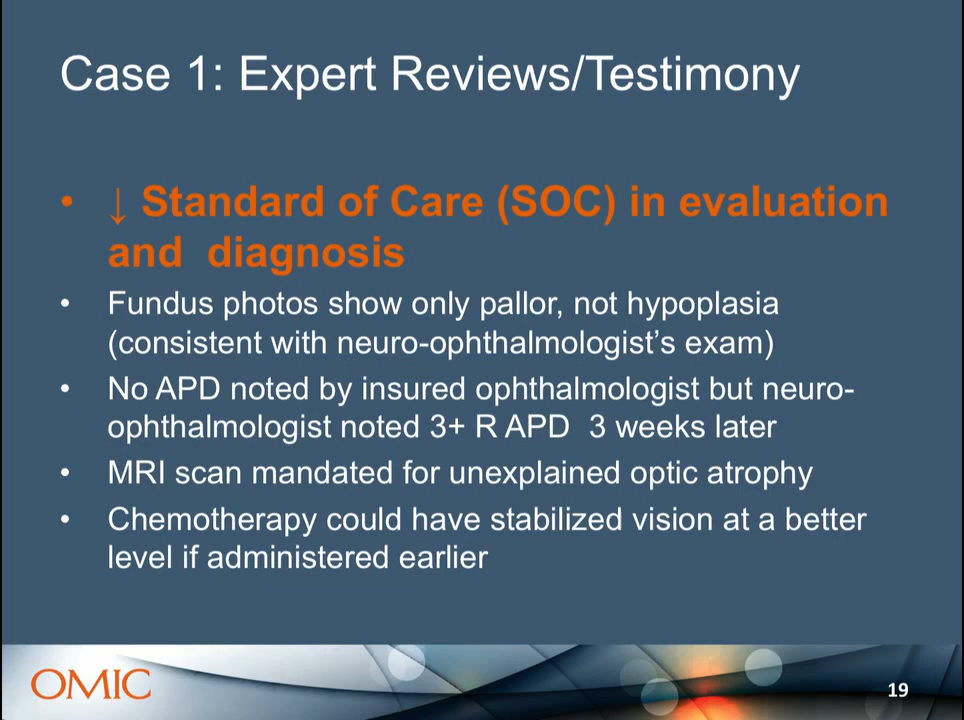 Case 1: Expert Reviews/Testimony
• ↓ Standard of Care (SOC) in evaluation
and  diagnosis
• Fundus photos show only pallor, not hypoplasia
(consistent with neuro-ophthalmologist’s exam)
• No APD noted by insured ophthalmologist but neuro-
ophthalmologist noted 3+ R APD  3 weeks later
• MRI scan mandated for unexplained optic atrophy
• Chemotherapy could have stabilized vision at a better
level if administered earlier
OMIC
19